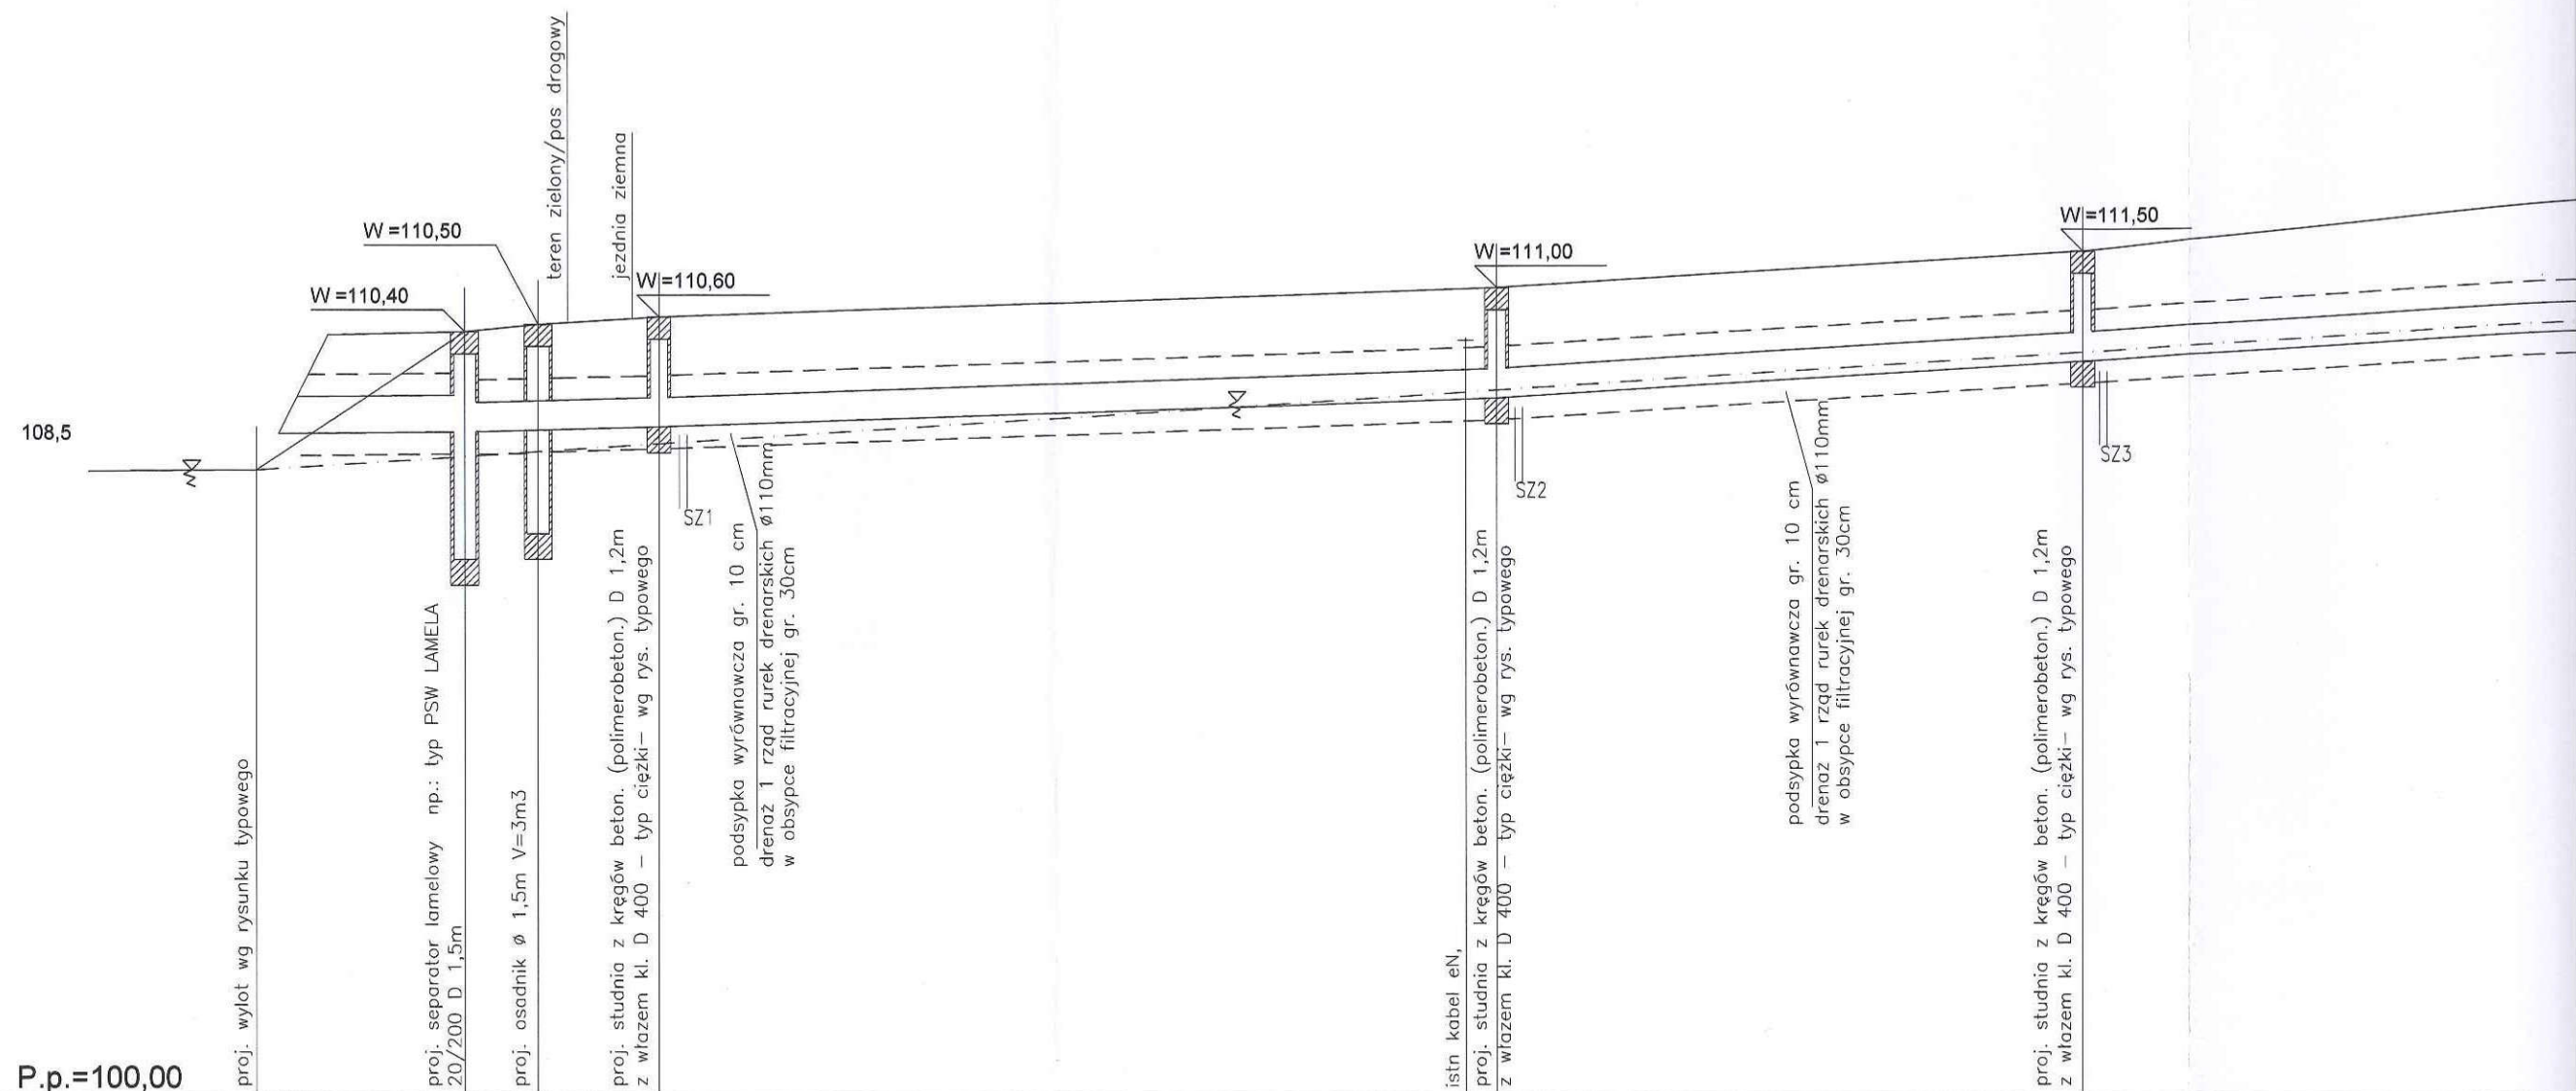 teren zielony/pas drogowy
jezdnia ziemna
W=110,50
W=110,40
W=110,60
W=111,00
W=111,50
108,5
SZ1
SZ2
SZ3
proj. wylot wg rysunku typowego
proj. separator lamelowy np.: typ PSW LAMELA
20/200 D 1,5m
proj. osadnik ø 1,5m V=3m3
proj. studnia z kręgów beton. (polimerobeton.) D 1,2m
z włazem kl. D 400 – typ ciężki– wg rys. typowego
podsypka wyrównawcza gr. 10 cm
drenaż 1 rząd rurek drenarskich ø110mm
w obsypce filtracyjnej gr. 30cm
istn kabel eN,
proj. studnia z kręgów beton. (polimerobeton.) D 1,2m
z włazem kl. D 400 – typ ciężki– wg rys. typowego
podsypka wyrównawcza gr. 10 cm
drenaż 1 rząd rurek drenarskich ø110mm
w obsypce filtracyjnej gr. 30cm
proj. studnia z kręgów beton. (polimerobeton.) D 1,2m
z włazem kl. D 400 – typ ciężki– wg rys. typowego
P.p.=100,00